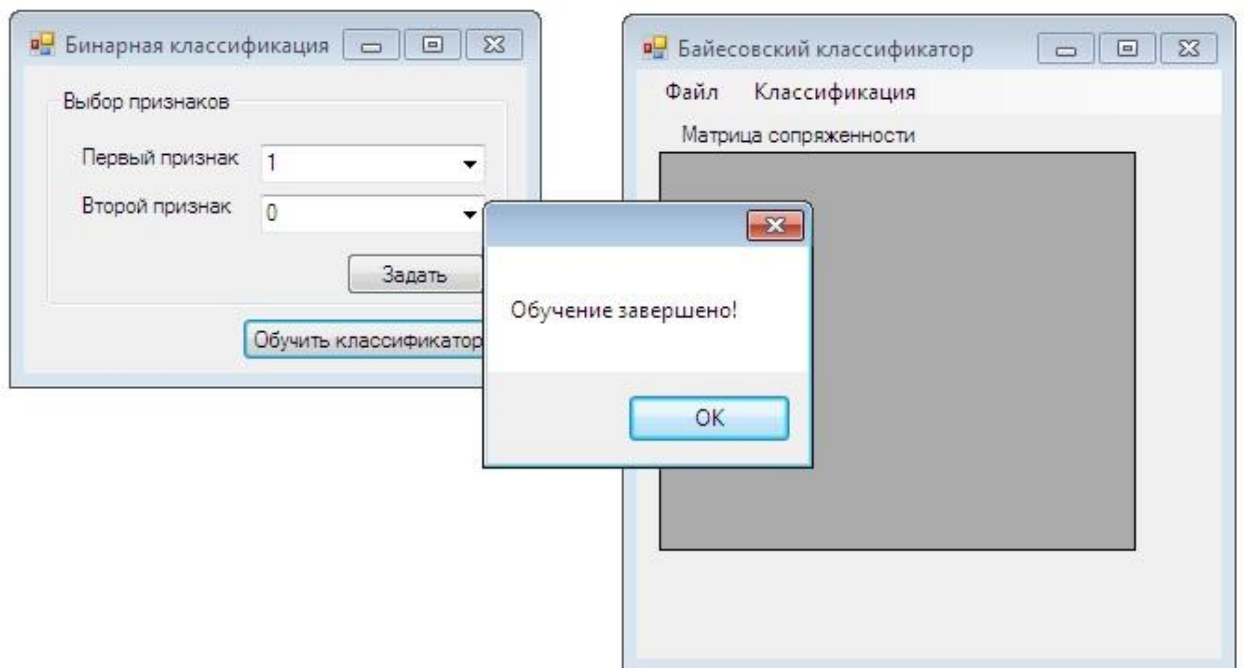 Бинарная классификация
Выбор признаков
Первый признак 1
Второй признак 0
Задать
Обучить классификатор
Байесовский классификатор
Файл Классификация
Матрица сопряженности
Обучение завершено!
OK